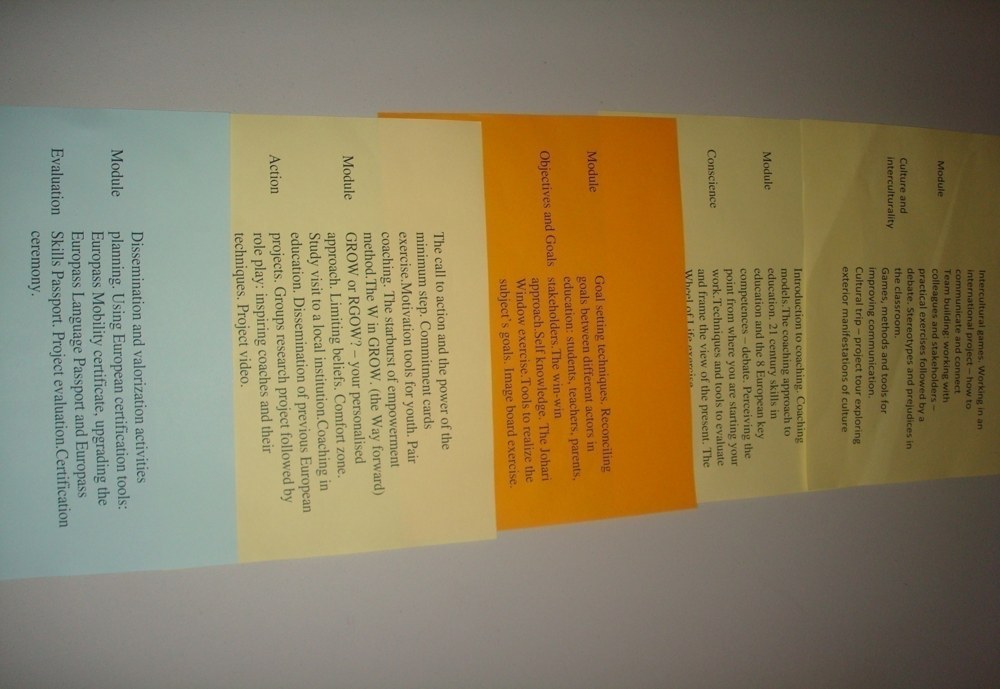 Intercultural games. Working in an
international project – how to
communicate and connect
Team building: working with
colleagues and stakeholders –
practical exercises followed by a
debate. Stereotypes and prejudices in
the classroom.
Games, methods and tools for
improving communication.
Cultural trip – project tour exploring
exterior manifestations of culture
Module
Culture and
interculturality
Introduction to coaching. Coaching
models.The coaching approach to
education. 21 century skills in
education and the 8 European key
competences – debate. Perceiving the
point from where you are starting your
work.Techniques and tools to evaluate
and frame the view of the present. The
Wheel of Life exercise
Module
Conscience
Goal setting techniques. Reconciling
goals between different actors in
education: students, teachers, parents,
stakeholders.The win-win
approach.Self knowledge. The Johari
Window exercise.Tools to realize the
subject's goals. Image board exercise.
Module
Objectives and Goals
The call to action and the power of the
minimum step. Commitment cards
exercise.Motivation tools for youth. Pair
coaching. The starburst of empowerment
method.The W in GROW. (the Way forward)
GROW or RGOW? – your personalised
approach. Limiting beliefs. Comfort zone.
Study visit to a local institution.Coaching in
education. Dissemination of previous European
projects. Groups research project followed by
role play: inspiring coaches and their
techniques. Project video.
Module
Action
Dissemination and valorization activities
planning. Using European certification tools:
Europass Mobility certificate, upgrading the
Europass Language Passport and Europass
Skills Passport. Project evaluation.Certification
ceremony.
Module
Evaluation